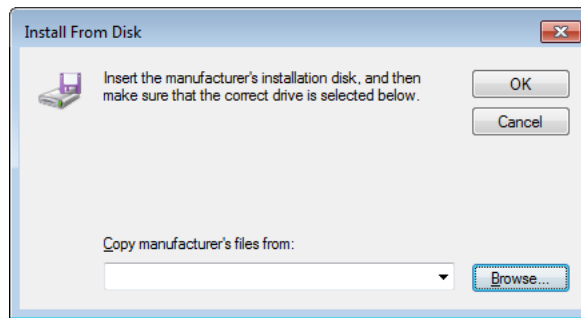 Install From Disk
Insert the manufacturer's installation disk, and then
make sure that the correct drive is selected below.
OK
Cancel
Copy manufacturer's files from:
Browse...